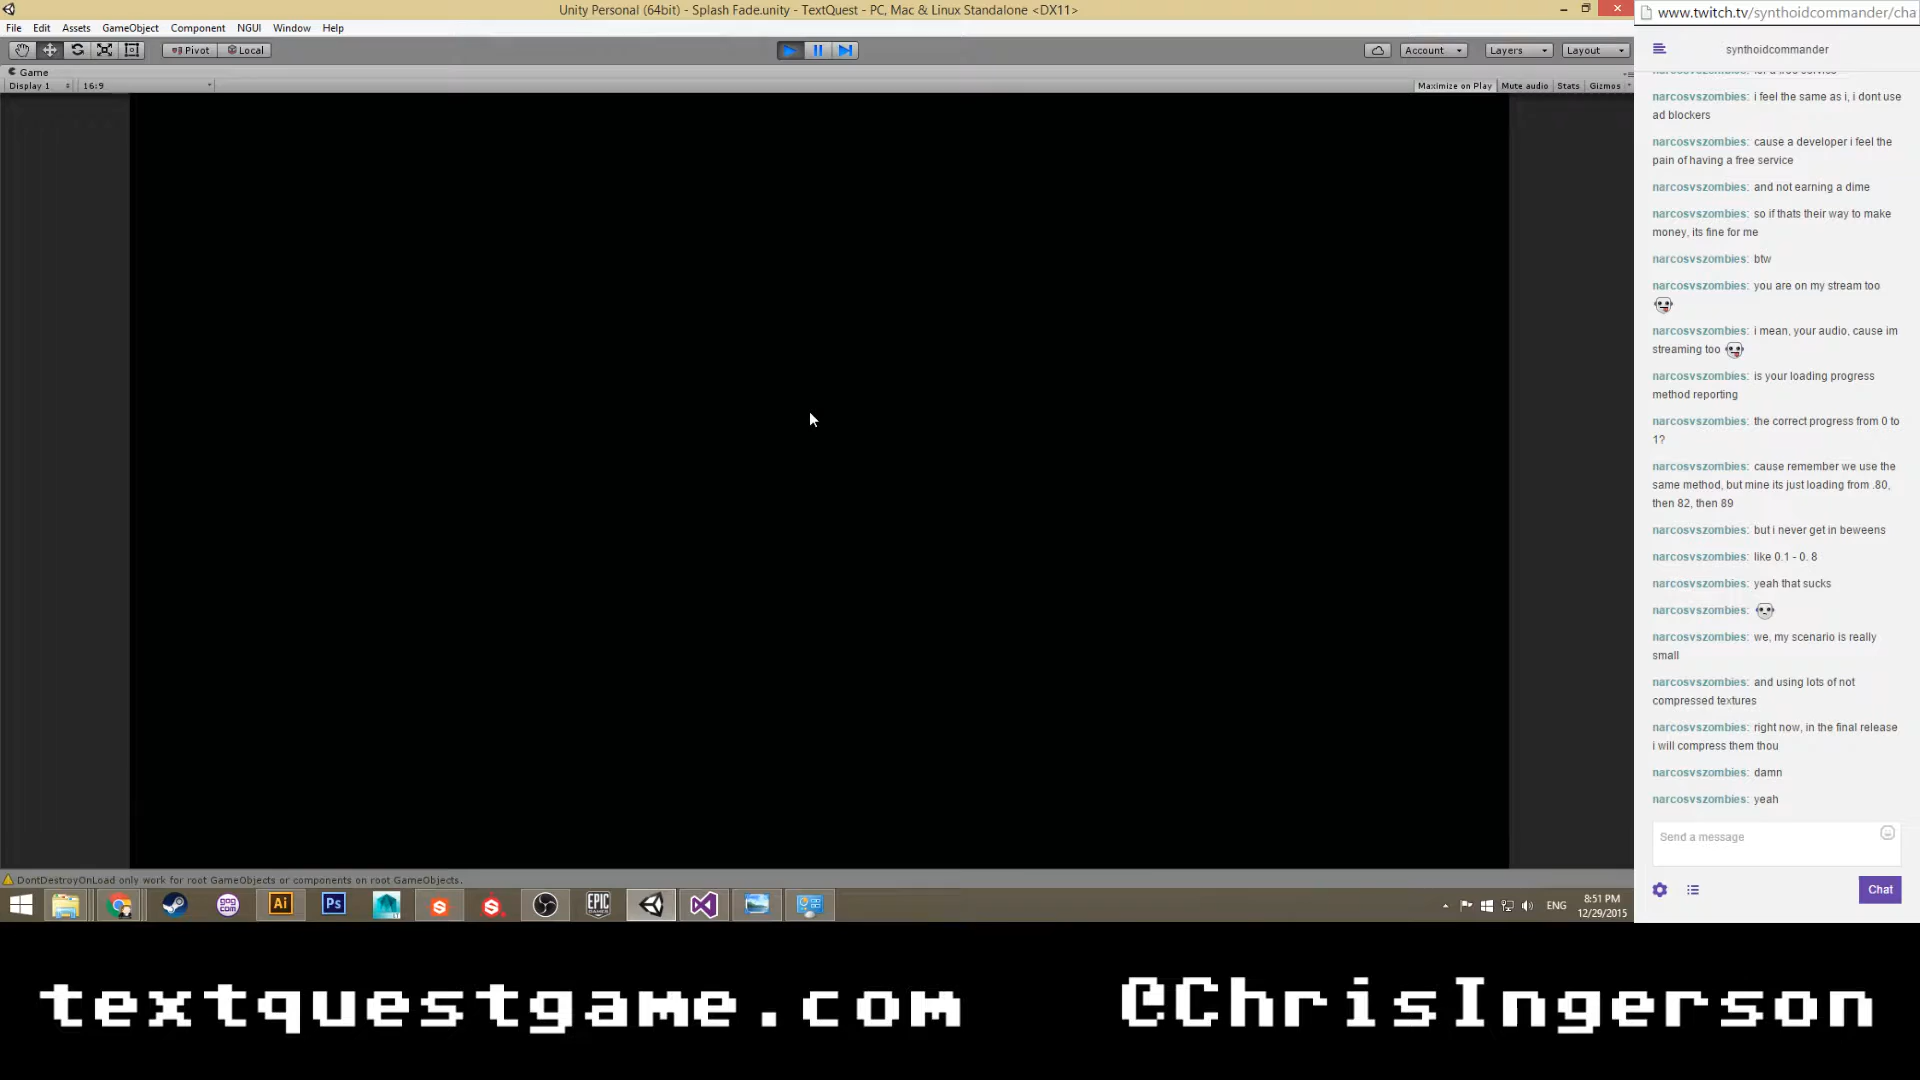 Unity Personal (64bit) - Splash Fade.unity - TextQuest - PC, Mac & Linux Standalone <DX11>
File Edit Assets GameObject Component NGUI Window Help
Pivot Local Account Layers Layout
Game
Display 1 16:9 Maximize on Play Mute audio Stats Gizmos
DontDestroyOnLoad only work for root GameObjects or components on root GameObjects.
gog.com Ai Ps EPIC GAMES ENG
8:51 PM
12/29/2015
www.twitch.tv/synthoidcommander/cha
synthoidcommander
narcosvszombies: i feel the same as i, i dont use
ad blockers
narcosvszombies: cause a developer i feel the
pain of having a free service
narcosvszombies: and not earning a dime
narcosvszombies: so if thats their way to make
money, its fine for me
narcosvszombies: btw
narcosvszombies: you are on my stream too
narcosvszombies: i mean, your audio, cause im
streaming too
narcosvszombies: is your loading progress
method reporting
narcosvszombies: the correct progress from 0 to
1?
narcosvszombies: cause remember we use the
same method, but mine its just loading from .80,
then 82, then 89
narcosvszombies: but i never get in beweens
narcosvszombies: like 0.1 - 0. 8
narcosvszombies: yeah that sucks
narcosvszombies:
narcosvszombies: we, my scenario is really
small
narcosvszombies: and using lots of not
compressed textures
narcosvszombies: right now, in the final release
i will compress them thou
narcosvszombies: damn
narcosvszombies: yeah
Send a message
Chat
textquestgame.com @ChrisIngerson